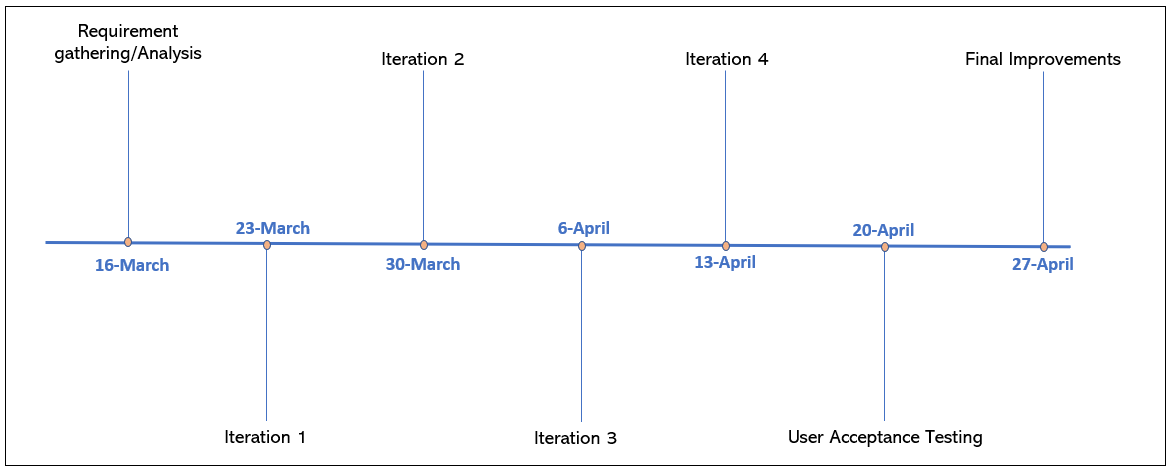 Requirement
gathering/Analysis
Iteration 2
Iteration 4
Final Improvements
23-March
6-April
20-April
16-March
30-March
13-April
27-April
Iteration 1
Iteration 3
User Acceptance Testing